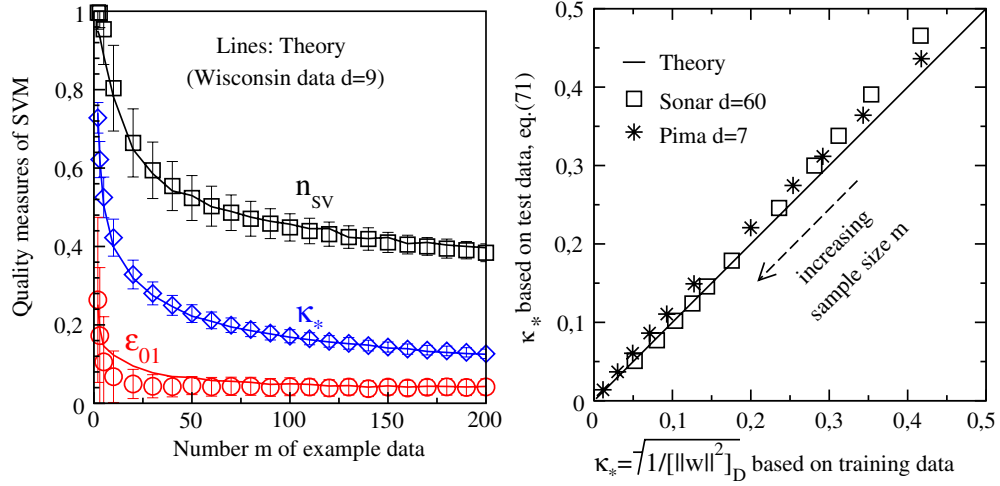 Quality measures of SVM
1
0,8
0,6
0,4
0,2
0
Lines: Theory
(Wisconsin data d=9)
n_SV
κ_*
ε_01
0 50 100 150 200
Number m of example data
κ_* based on test data, eq.(71)
0,5
0,4
0,3
0,2
0,1
0
Theory
Sonar d=60
Pima d=7
increasing
sample size m
0 0,1 0,2 0,3 0,4 0,5
κ_*=√1/[||w||²]_D based on training data